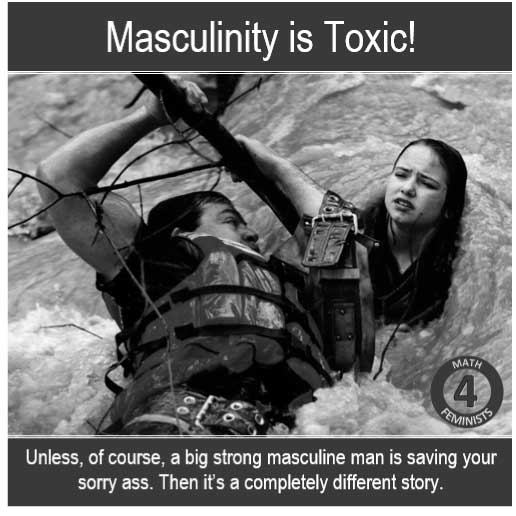 Masculinity is Toxic!
MATH
4
FEMINISTS
Unless, of course, a big strong masculine man is saving your
sorry ass. Then it's a completely different story.